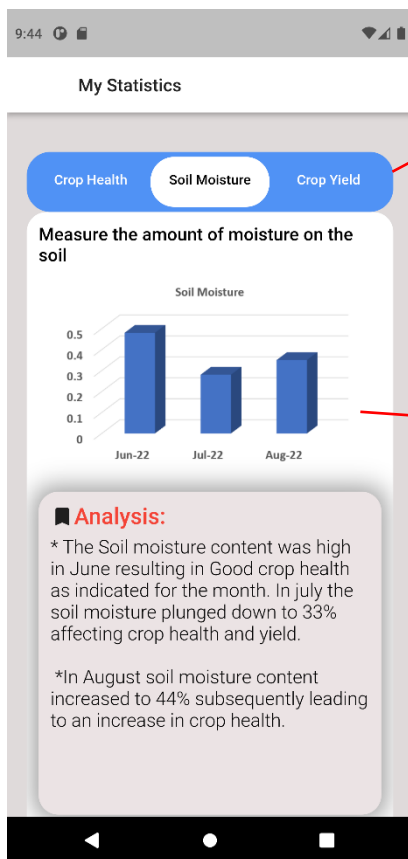 9:44
My Statistics
Crop Health Soil Moisture Crop Yield
Measure the amount of moisture on the
soil
Soil Moisture
0.5
0.4
0.3
0.2
0.1
0
Jun-22 Jul-22 Aug-22
Analysis:
* The Soil moisture content was high
in June resulting in Good crop health
as indicated for the month. In july the
soil moisture plunged down to 33%
affecting crop health and yield.
*In August soil moisture content
increased to 44% subsequently leading
to an increase in crop health.